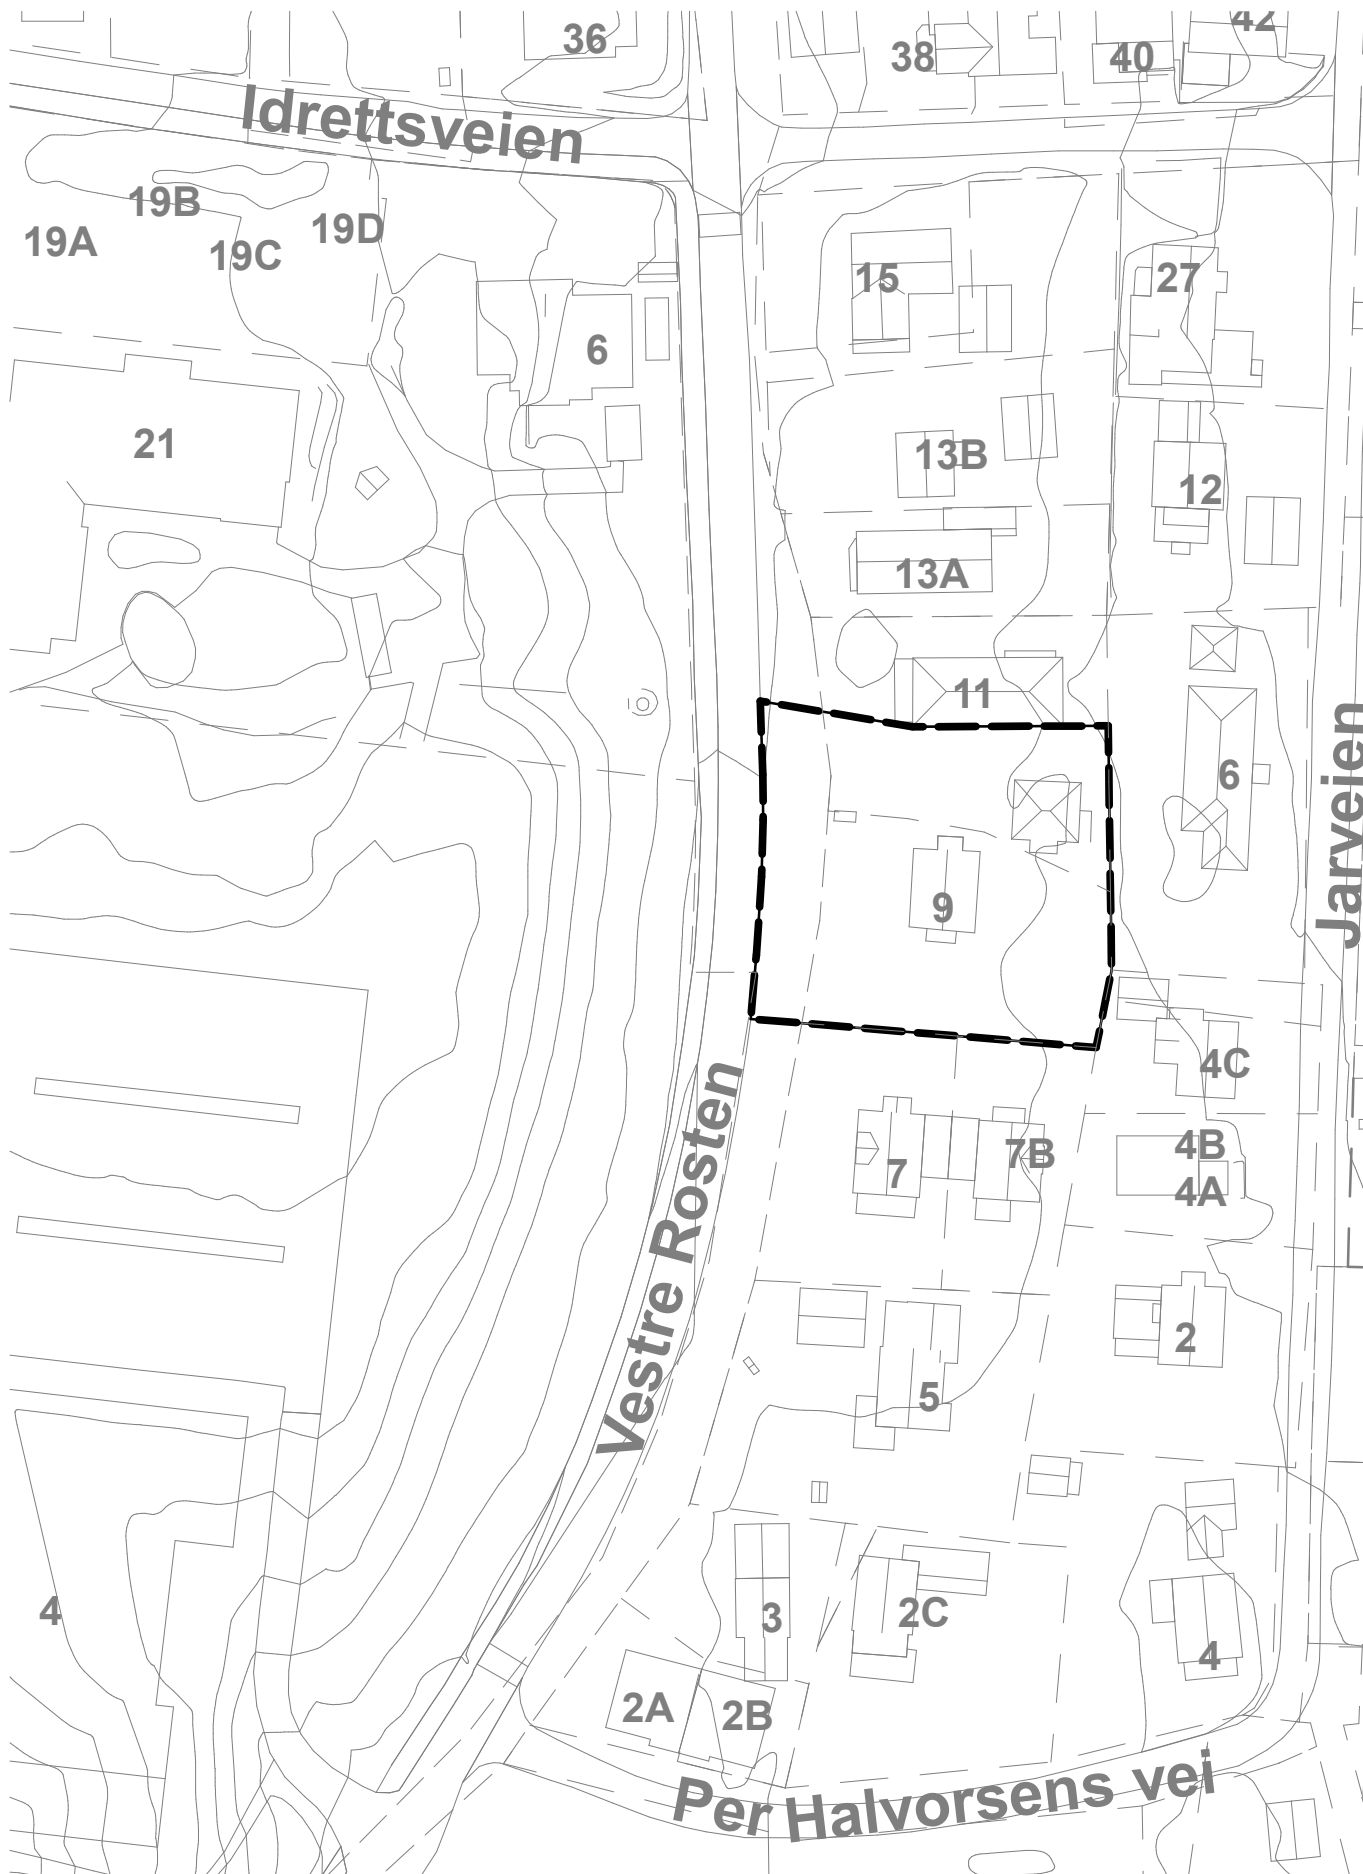 36
38
40
42
Idrettsveien
19B
19A
19C
19D
15
27
6
21
13B
12
13A
11
6
Jarveien
9
4C
Vestre Rosten
7
7B
4B
4A
2
5
4
3
2C
4
2A
2B
Per Halvorsens vei